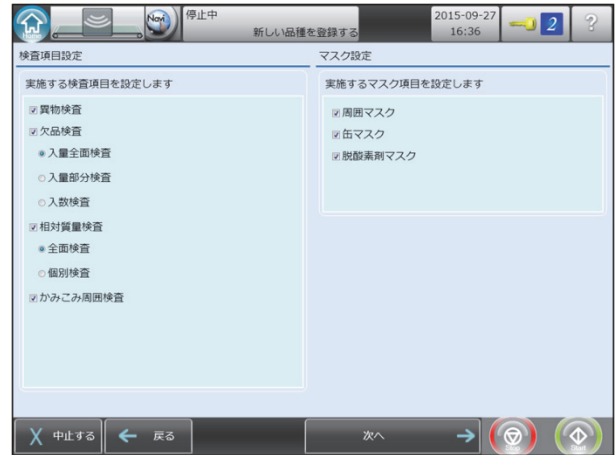 Home
Navi
停止中
新しい品種を登録する
2015-09-27
16:36
2
?
検査項目設定
実施する検査項目を設定します
異物検査
欠品検査
入量全面検査
入量部分検査
入数検査
相対質量検査
全面検査
個別検査
かみこみ周囲検査
マスク設定
実施するマスク項目を設定します
周囲マスク
缶マスク
脱酸素剤マスク
中止する
戻る
次へ
Stop
Start